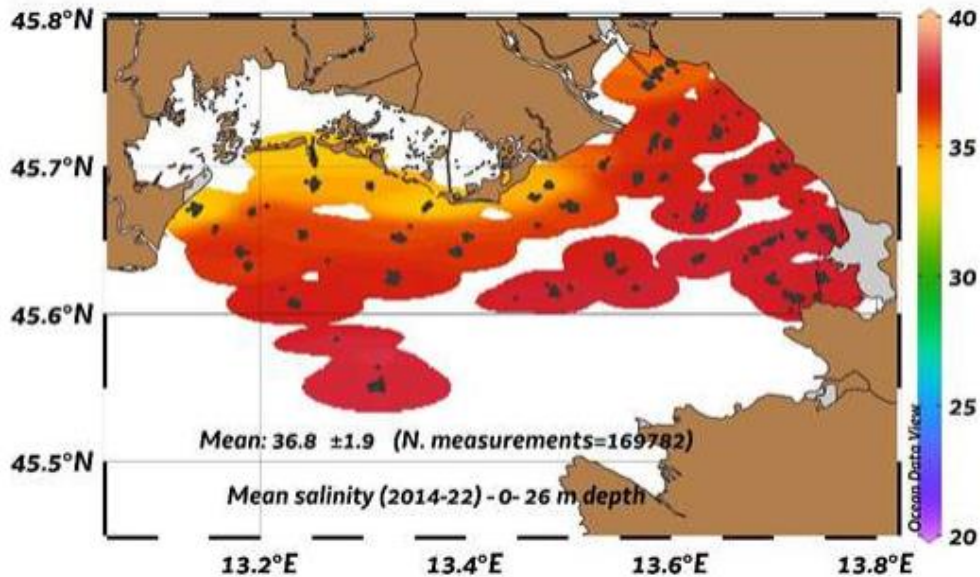 45.8°N
40
35
45.7°N
30
45.6°N
25
Mean: 36.8 ±1.9 (N. measurements=169782)
45.5°N
Mean salinity (2014-22) - 0- 26 m depth
Ocean Data View
20
13.2°E 13.4°E 13.6°E 13.8°E